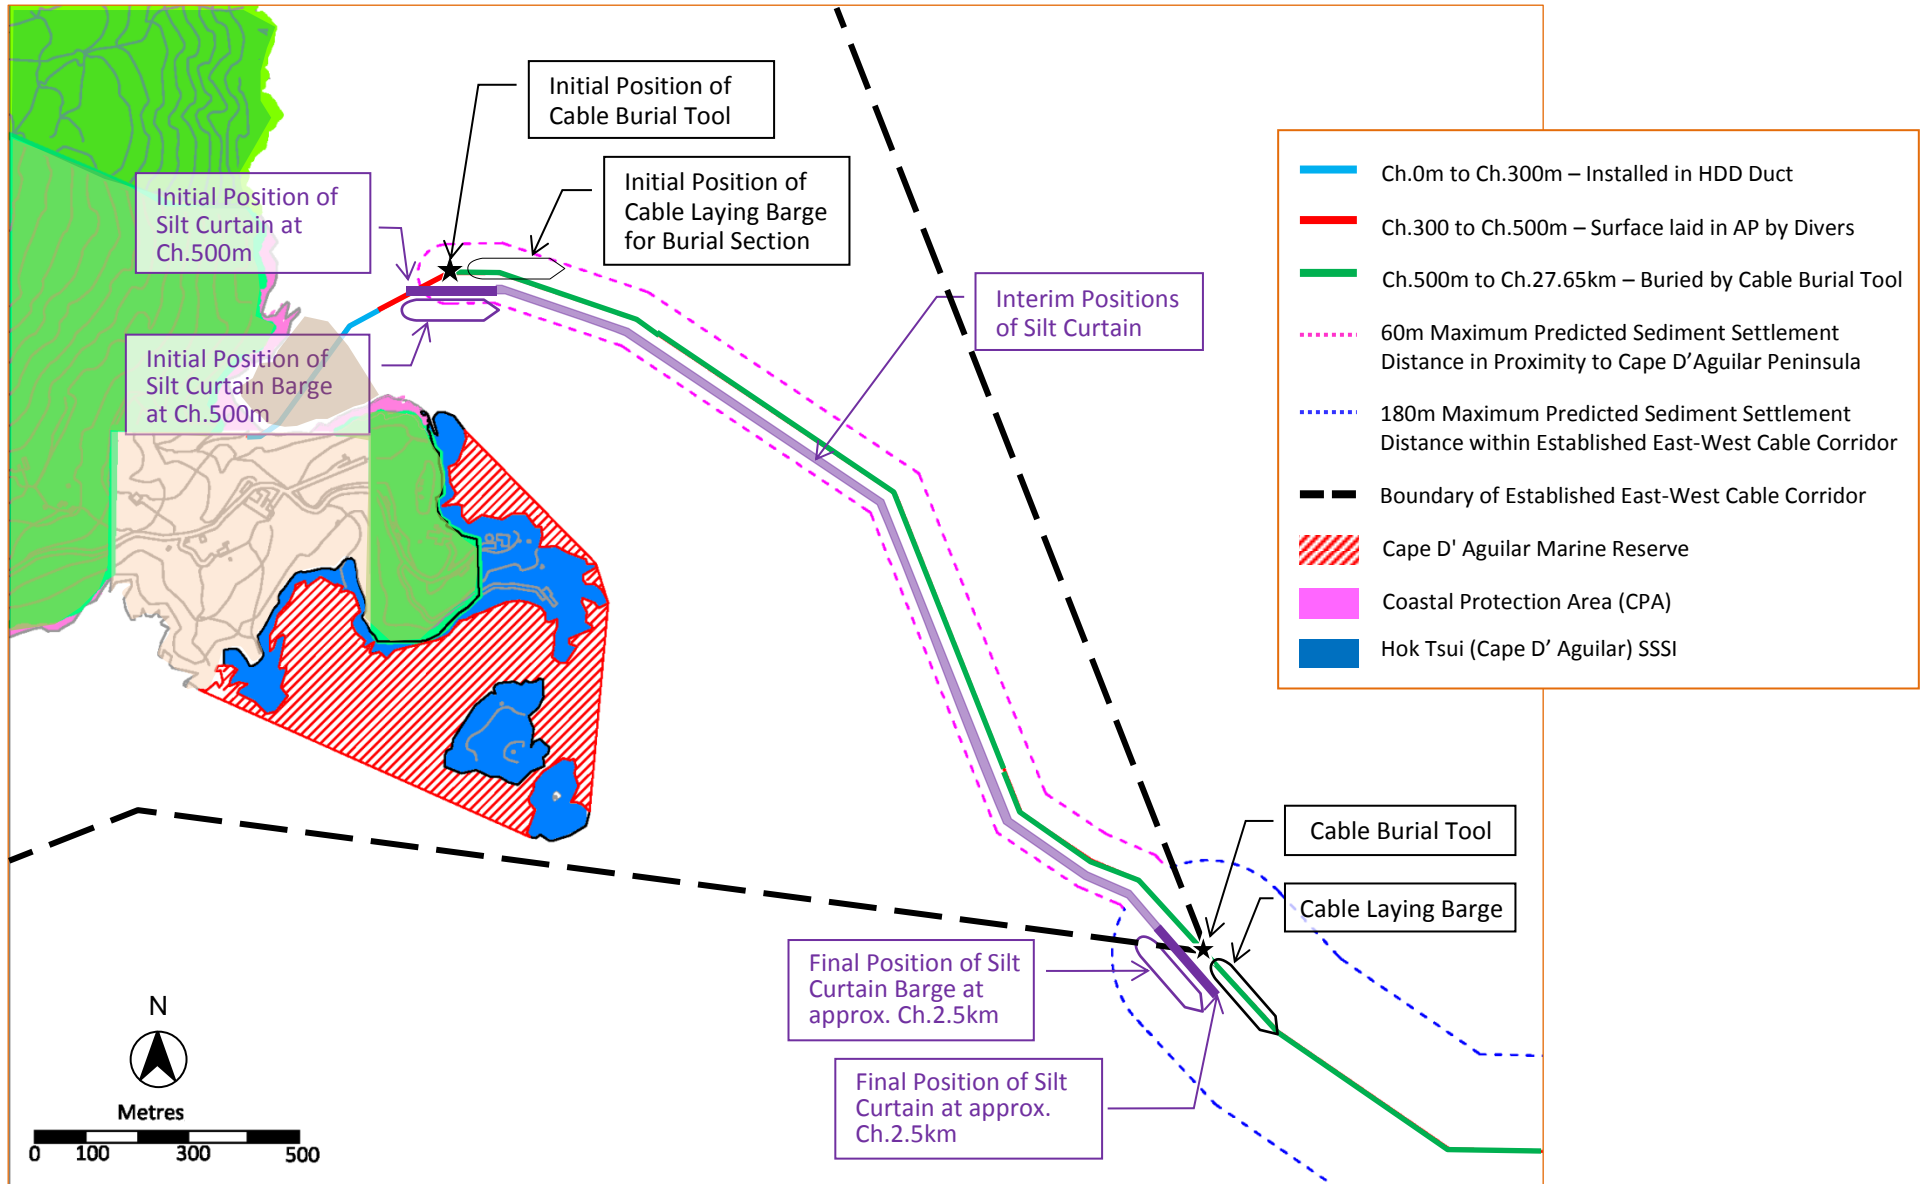 Initial Position of
Cable Burial Tool
Initial Position of
Cable Laying Barge
for Burial Section
Initial Position of
Silt Curtain at
Ch.500m
Initial Position of
Silt Curtain Barge
at Ch.500m
Interim Positions
of Silt Curtain
Ch.0m to Ch.300m – Installed in HDD Duct
Ch.300 to Ch.500m – Surface laid in AP by Divers
Ch.500m to Ch.27.65km – Buried by Cable Burial Tool
60m Maximum Predicted Sediment Settlement
Distance in Proximity to Cape D’Aguilar Peninsula
180m Maximum Predicted Sediment Settlement
Distance within Established East-West Cable Corridor
Boundary of Established East-West Cable Corridor
Cape D' Aguilar Marine Reserve
Coastal Protection Area (CPA)
Hok Tsui (Cape D’ Aguilar) SSSI
Cable Burial Tool
Cable Laying Barge
Final Position of Silt
Curtain Barge at
approx. Ch.2.5km
Final Position of Silt
Curtain at approx.
Ch.2.5km
N
Metres
0 100 300 500